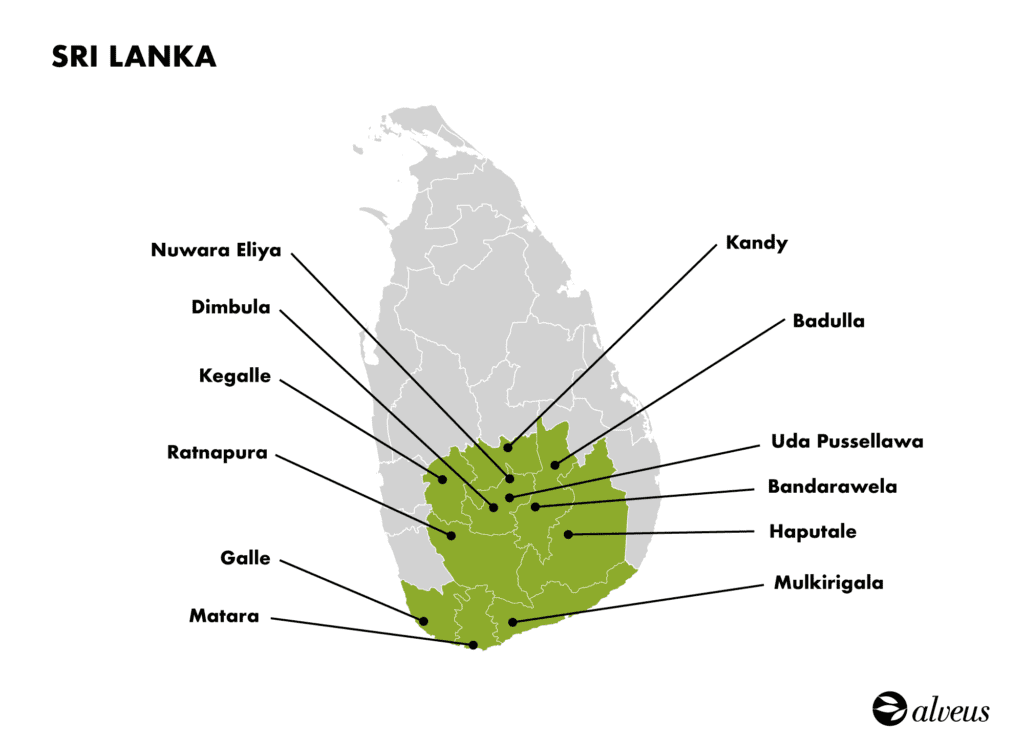 SRI LANKA
Nuwara Eliya
Dimbula
Kegalle
Ratnapura
Galle
Matara
Kandy
Badulla
Uda Pussellawa
Bandarawela
Haputale
Mulkirigala
alveus